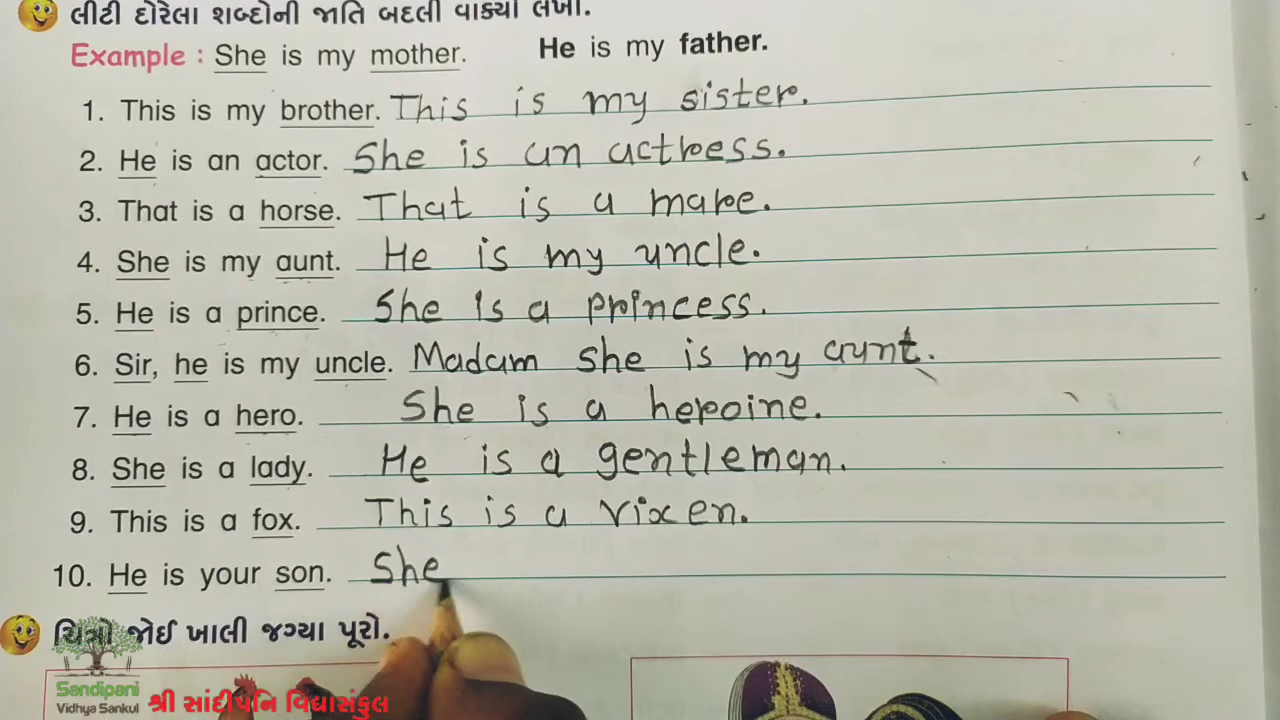 લીટી દોરેલા શબ્દોની જાતિ બદલી વાક્યો લખો.
Example : She is my mother. He is my father.
1. This is my brother. This is my sister.
2. He is an actor. She is an actress.
3. That is a horse. That is a mare.
4. She is my aunt. He is my uncle.
5. He is a prince. She is a princess.
6. Sir, he is my uncle. Madam she is my aunt.
7. He is a hero. She is a heroine.
8. She is a lady. He is a gentleman.
9. This is a fox. This is a vixen.
10. He is your son. She
ચિત્રો જોઈ ખાલી જગ્યા પૂરો.
Sandipani
Vidhya Sankul શ્રી સાંદીપનિ વિદ્યાસંકુલ